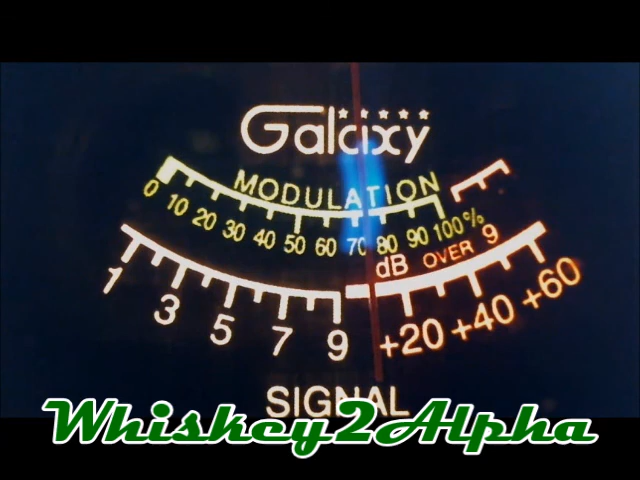 Galaxy
MODULATION
0 10 20 30 40 50 60 70 80 90 100%
dB OVER 9
1 3 5 7 9 +20 +40 +60
SIGNAL
Whiskey2Alpha